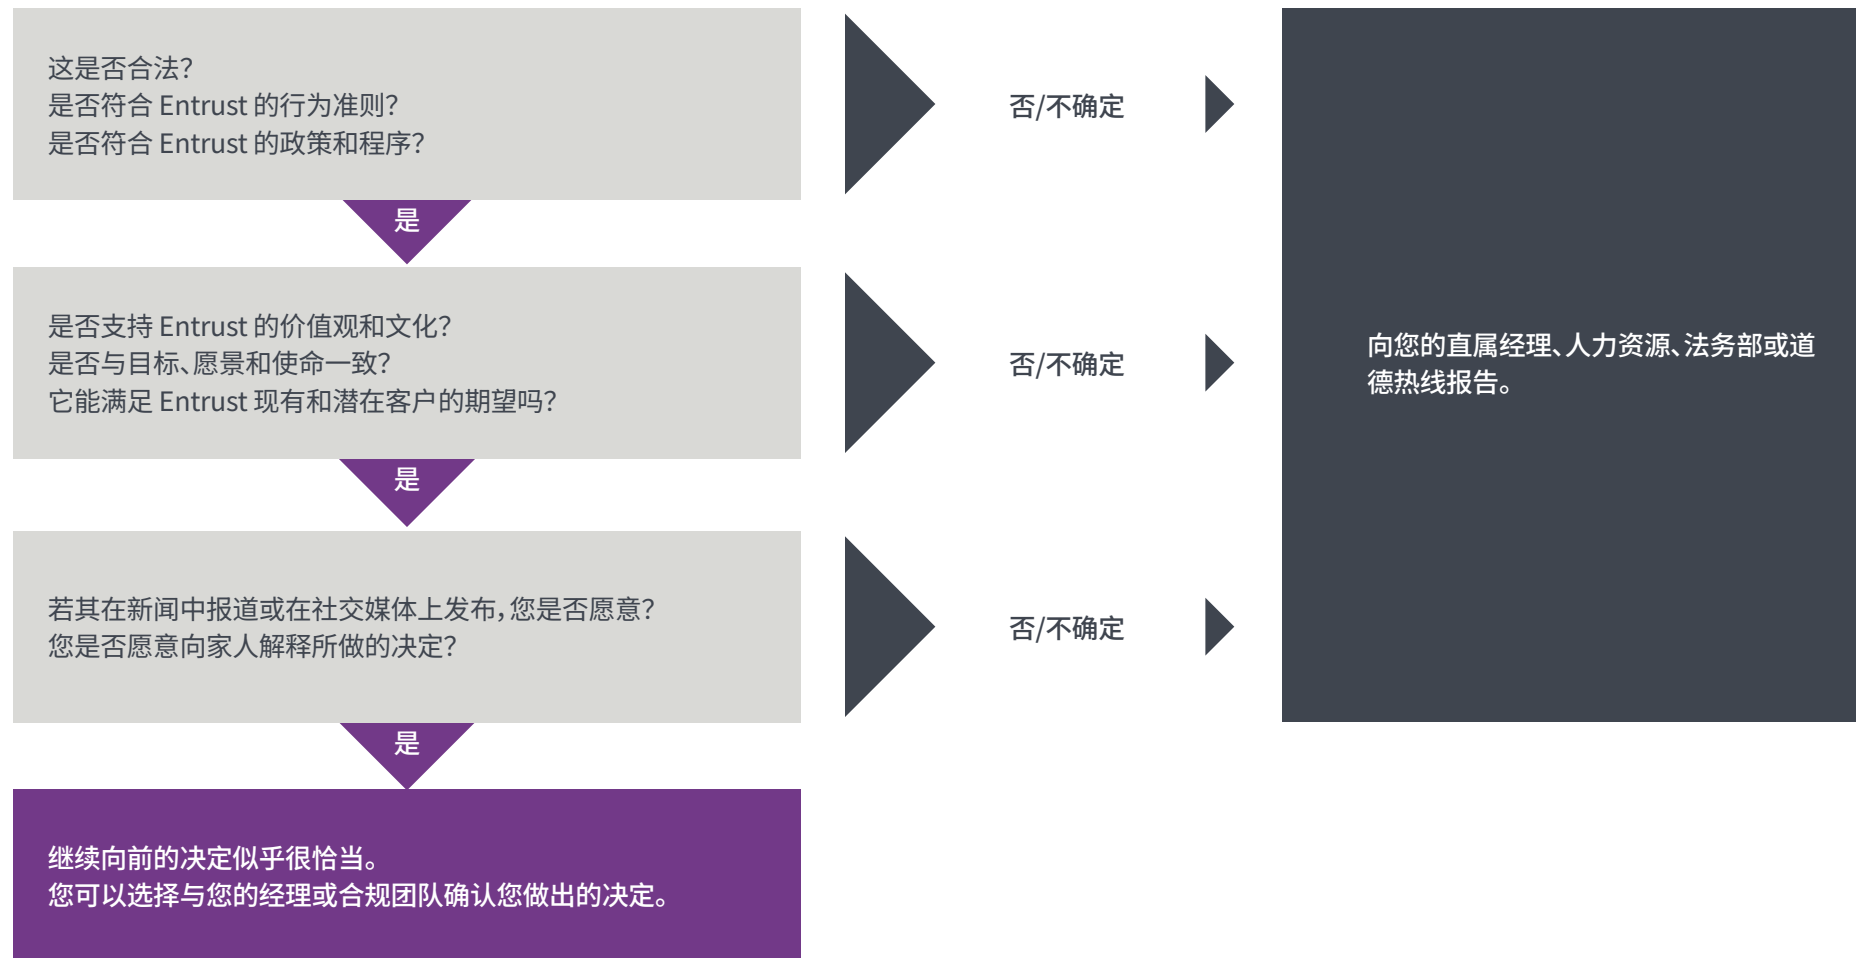 这是否合法？
是否符合 Entrust 的行为准则？
是否符合 Entrust 的政策和程序？
否/不确定
是
是否支持 Entrust 的价值观和文化？
是否与目标、愿景和使命一致？
它能满足 Entrust 现有和潜在客户的期望吗？
否/不确定
向您的直属经理、人力资源、法务部或道
德热线报告。
是
若其在新闻中报道或在社交媒体上发布，您是否愿意？
您是否愿意向家人解释所做的决定？
否/不确定
是
继续向前的决定似乎很恰当。
您可以选择与您的经理或合规团队确认您做出的决定。